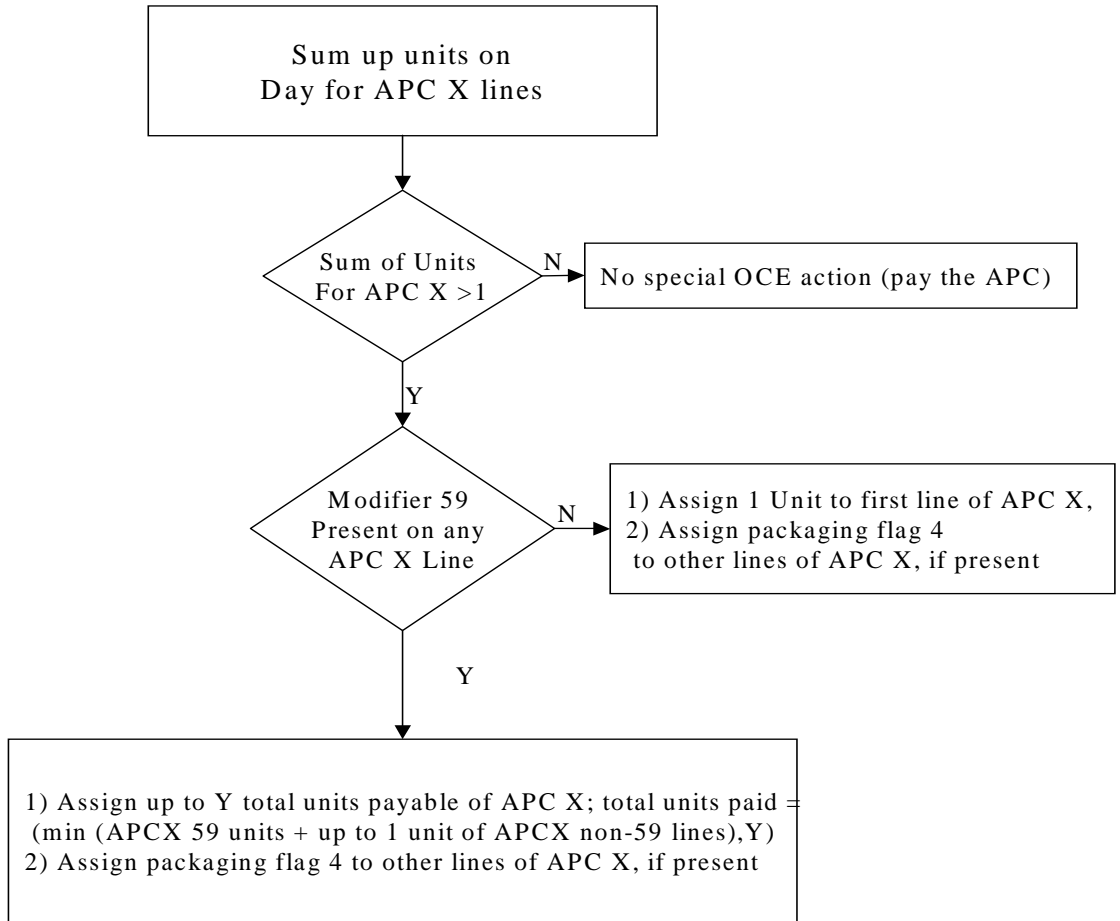 Sum up units on
Day for APC X lines
Sum of Units
For APC X >1
N
No special OCE action (pay the APC)
Y
Modifier 59
Present on any
APC X Line
N
1) Assign 1 Unit to first line of APC X,
2) Assign packaging flag 4
to other lines of APC X, if present
Y
1) Assign up to Y total units payable of APC X; total units paid =
(min (APCX 59 units + up to 1 unit of APCX non-59 lines),Y)
2) Assign packaging flag 4 to other lines of APC X, if present